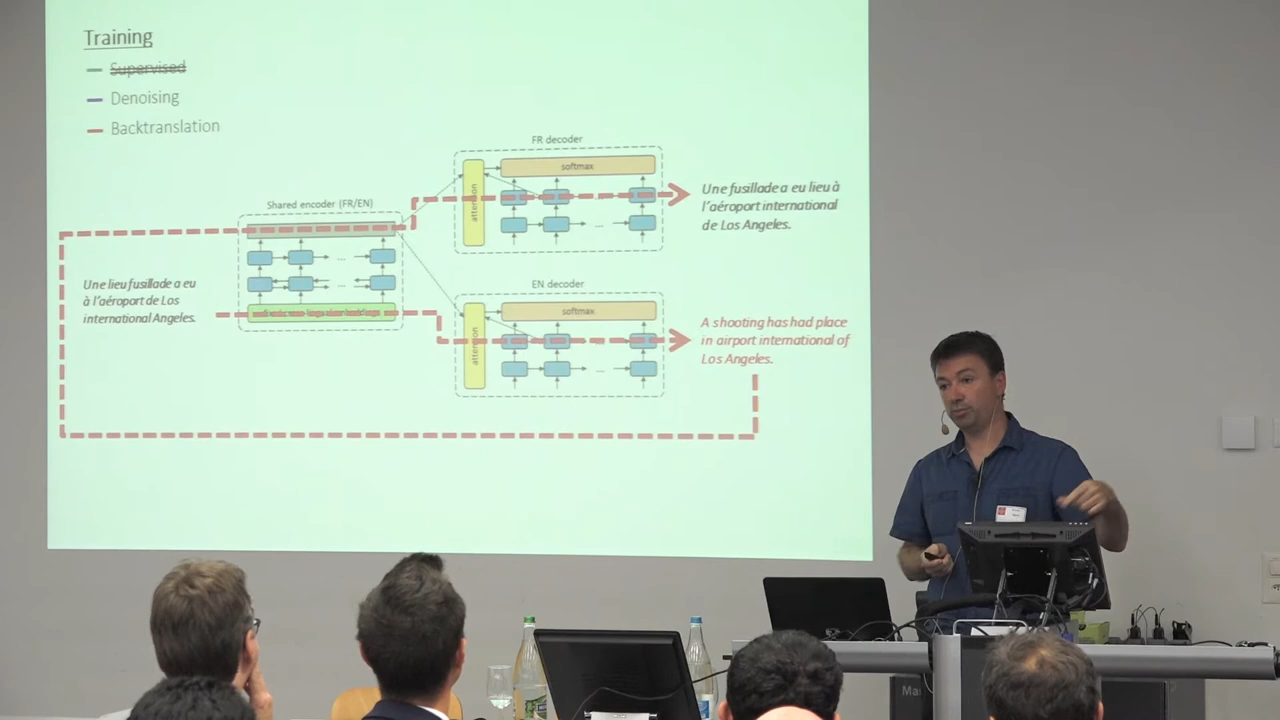 Training
Supervised
Denoising
Backtranslation
FR decoder
softmax
attention
Une fusillade a eu lieu à
l'aéroport international
de Los Angeles.
Shared encoder (FR/EN)
...
...
...
Une lieu fusillade a eu
à l'aéroport de Los
international Angeles.
EN decoder
softmax
attention
A shooting has had place
in airport international of
Los Angeles.
...
Ma